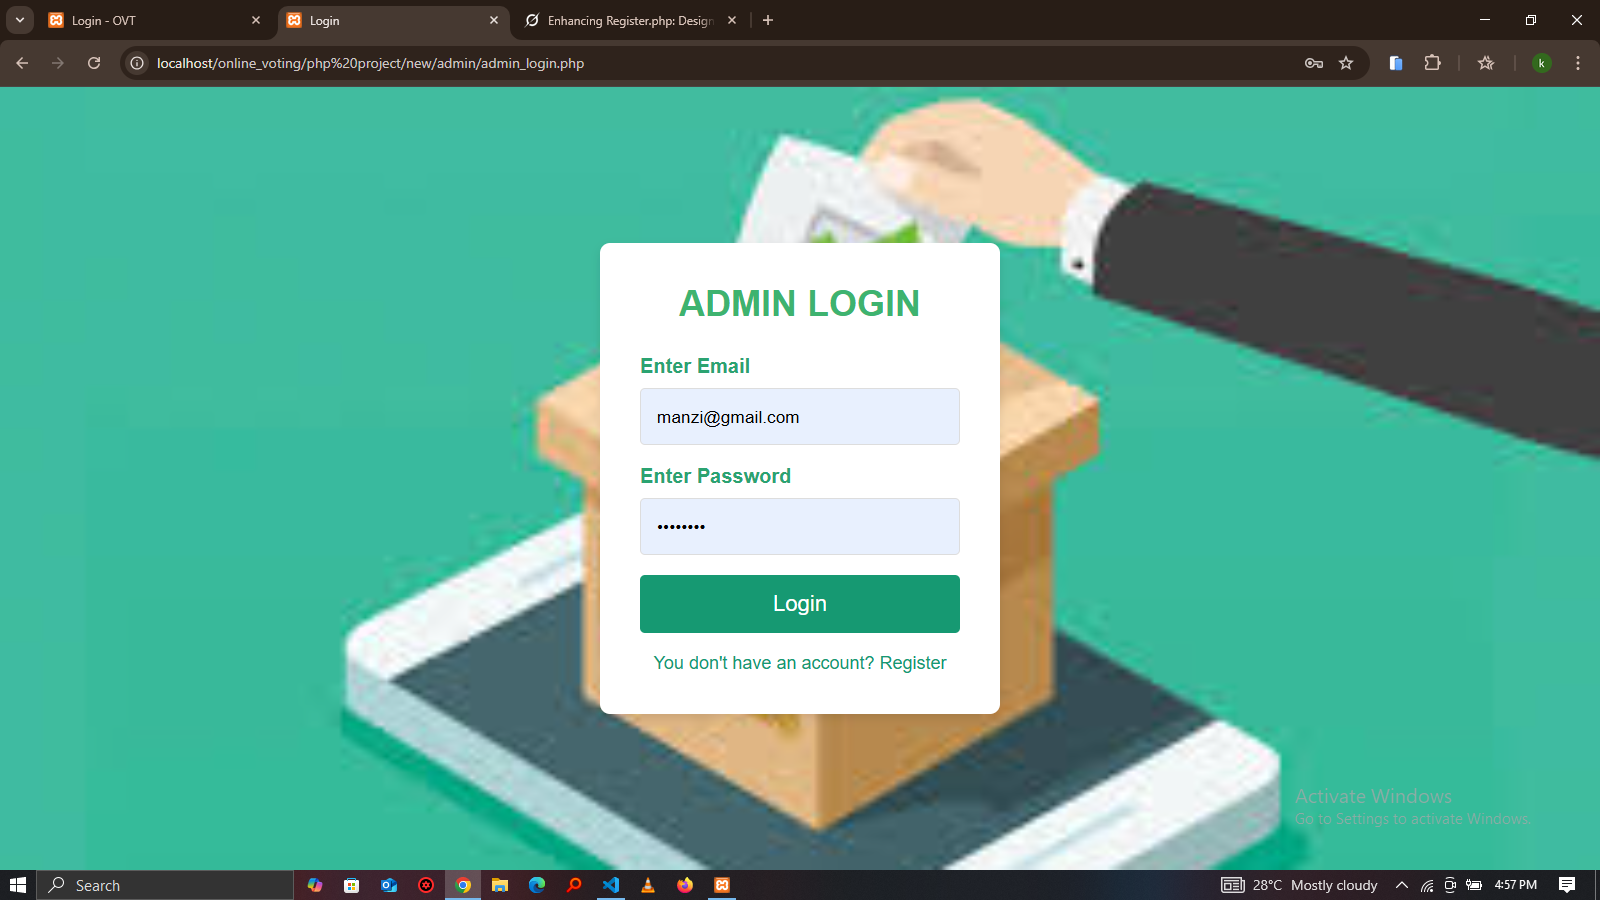 Login - OVT
Login
Enhancing Register.php: Design
localhost/online_voting/php%20project/new/admin/admin_login.php
k
ADMIN LOGIN
Enter Email
manzi@gmail.com
Enter Password
••••••••
Login
You don't have an account? Register
Activate Windows
Go to Settings to activate Windows.
Search
28°C Mostly cloudy
4:57 PM